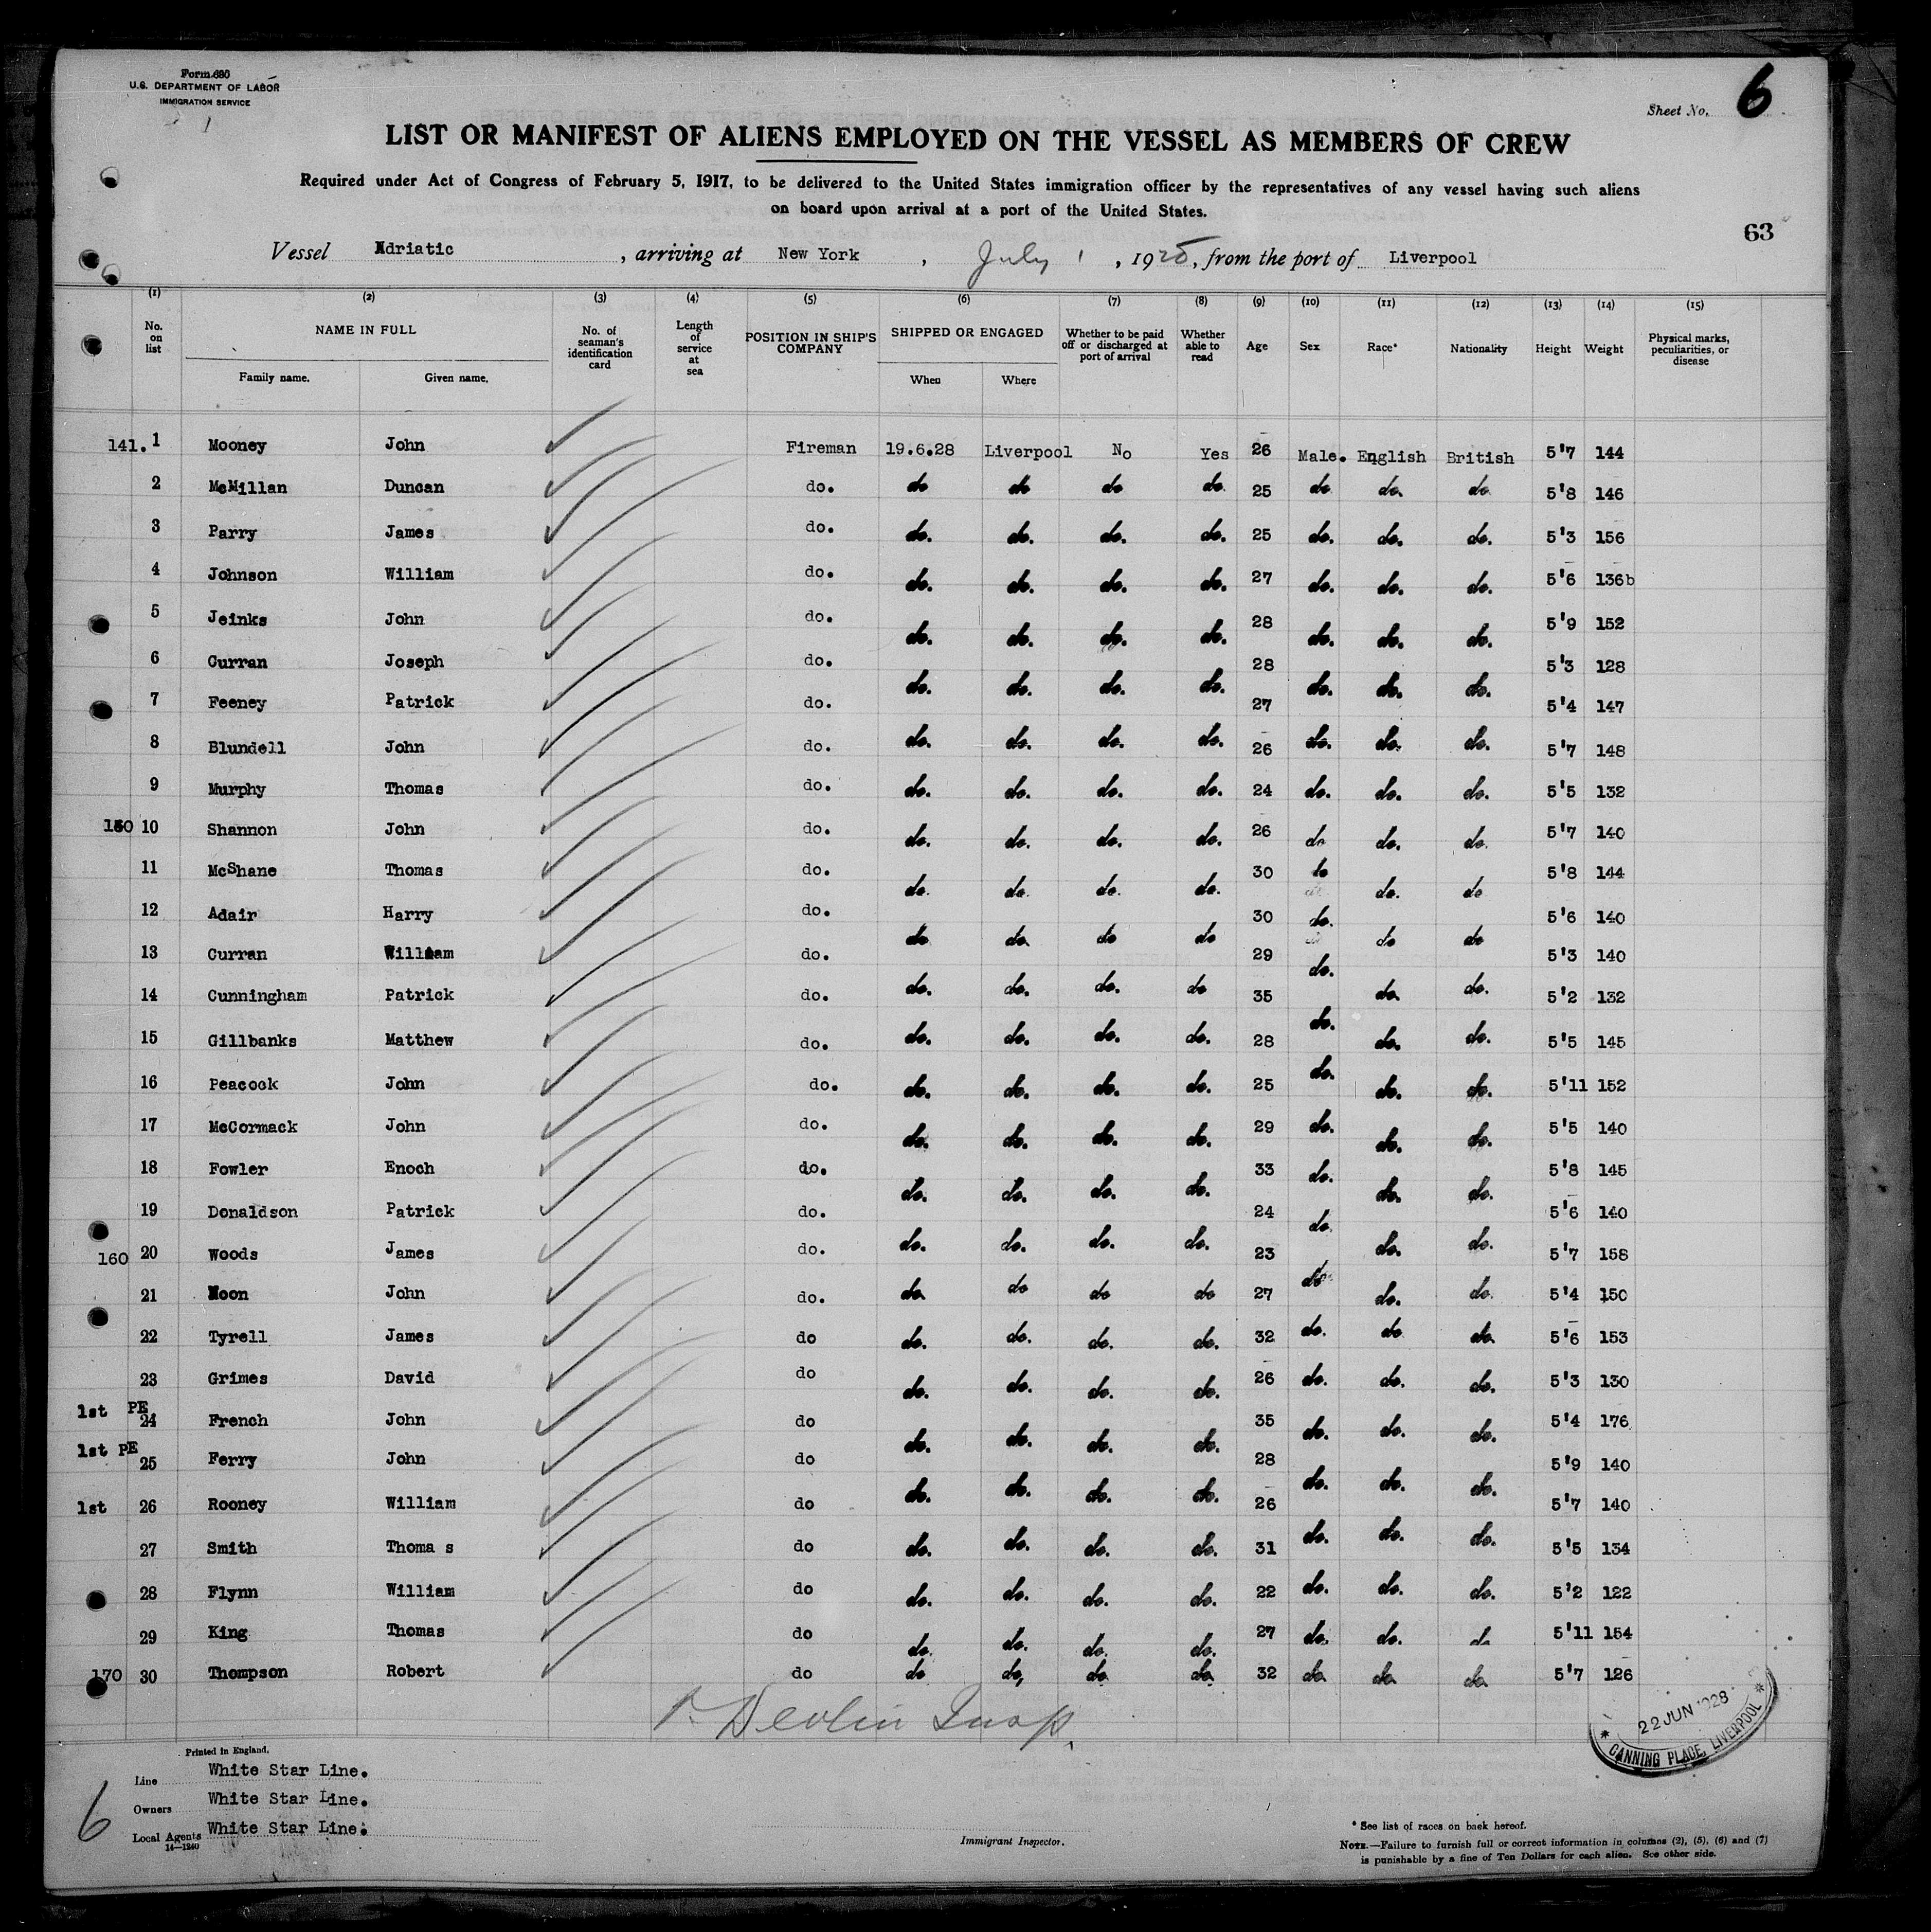 Form 680
U.S. DEPARTMENT OF LABOR
IMMIGRATION SERVICE
Sheet No. 6
LIST OR MANIFEST OF ALIENS EMPLOYED ON THE VESSEL AS MEMBERS OF CREW
Required under Act of Congress of February 5, 1917, to be delivered to the United States immigration officer by the representatives of any vessel having such aliens
on board upon arrival at a port of the United States.
63
Vessel Adriatic, arriving at New York, July 1, 1928, from the port of Liverpool
(1) (2) (3) (4) (5) (6) (7) (8) (9) (10) (11) (12) (13) (14) (15)
No. on list NAME IN FULL No. of seaman's identification card Length of service at sea POSITION IN SHIP'S COMPANY SHIPPED OR ENGAGED Whether to be paid off or discharged at port of arrival Whether able to read Age Sex Race* Nationality Height Weight Physical marks, peculiarities, or disease
Family name. Given name. When Where
141. 1 Mooney John Fireman 19.6.28 Liverpool No Yes 26 Male. English British 5'7 144
2 McMillan Duncan do. do do do do. 25 do do. do. 5'8 146
3 Parry James do. do. do. do. do. 25 do. do. do. 5'3 156
4 Johnson William do. do. do. do. do. 27 do. do. do. 5'6 136b
5 Jeinks John do. do. do. do. do. 28 do. do. do. 5'9 152
6 Curran Joseph do. do. do. do. do. 28 do. do. do. 5'3 128
7 Feeney Patrick do. do. do. do. do. 27 do. do. do. 5'4 147
8 Blundell John do. do. do. do. do. 26 do. do. do. 5'7 148
9 Murphy Thomas do. do. do. do. do. 24 do. do. do. 5'5 132
150 10 Shannon John do. do. do. do. do. 26 do do. do. 5'7 140
11 McShane Thomas do. do. do. do. do. 30 do do. do 5'8 144
12 Adair Harry do. do do. do do 30 do. do do 5'6 140
13 Curran William do. do. do. do. do 29 do. do. do. 5'3 140
14 Cunningham Patrick do. do. do. do. do. 35 do. do. do. 5'2 132
15 Gillbanks Matthew do. do. do. do. do. 28 do. do. do. 5'5 145
16 Peacock John do. do. do. do. do. 25 do. do. do. 5'11 152
17 McCormack John do. do. do. do. do. 29 do. do. do. 5'5 140
18 Fowler Enoch do. do. do. do. do. 33 do. do. do. 5'8 145
19 Donaldson Patrick do. do. do. do. do. 24 do. do. do. 5'6 140
160 20 Woods James do. do. do do do 23 do do. do. 5'7 158
21 Moon John do. do. do. do. do. 27 do. do do. 5'4 150
22 Tyrell James do do. do. do. do. 32 do. do. do. 5'6 153
23 Grimes David do do. do. do. do. 26 do. do. do. 5'3 130
1st PE 24 French John do do. do. do. do. 35 do. do. do. 5'4 176
1st PE 25 Ferry John do do. do. do. do. 28 do. do. do. 5'9 140
1st 26 Rooney William do do. do. do. do. 26 do. do. do. 5'7 140
27 Smith Thoma s do do. do. do. do. 31 do. do. do. 5'5 134
28 Flynn William do do. do. do. do. 22 do. do. do. 5'2 122
29 King Thomas do do. do. do. do. 27 do. do. do 5'11 154
170 30 Thompson Robert do do do, do do. 32 do. do do 5'7 126
Devlin Insp.
22 JUN 1928
CANNING PLACE, LIVERPOOL
Printed in England.
Line White Star Line.
Owners White Star Line.
Local Agents White Star Line.
14—1240
6
Immigrant Inspector.
* See list of races on back hereof.
NOTE.—Failure to furnish full or correct information in columns (2), (5), (6) and (7)
is punishable by a fine of Ten Dollars for each alien. See other side.